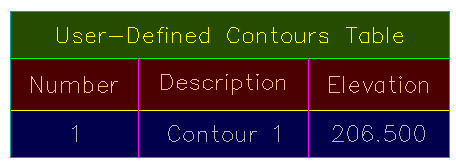 User-Defined Contours Table
Number Description Elevation
1 Contour 1 206.500